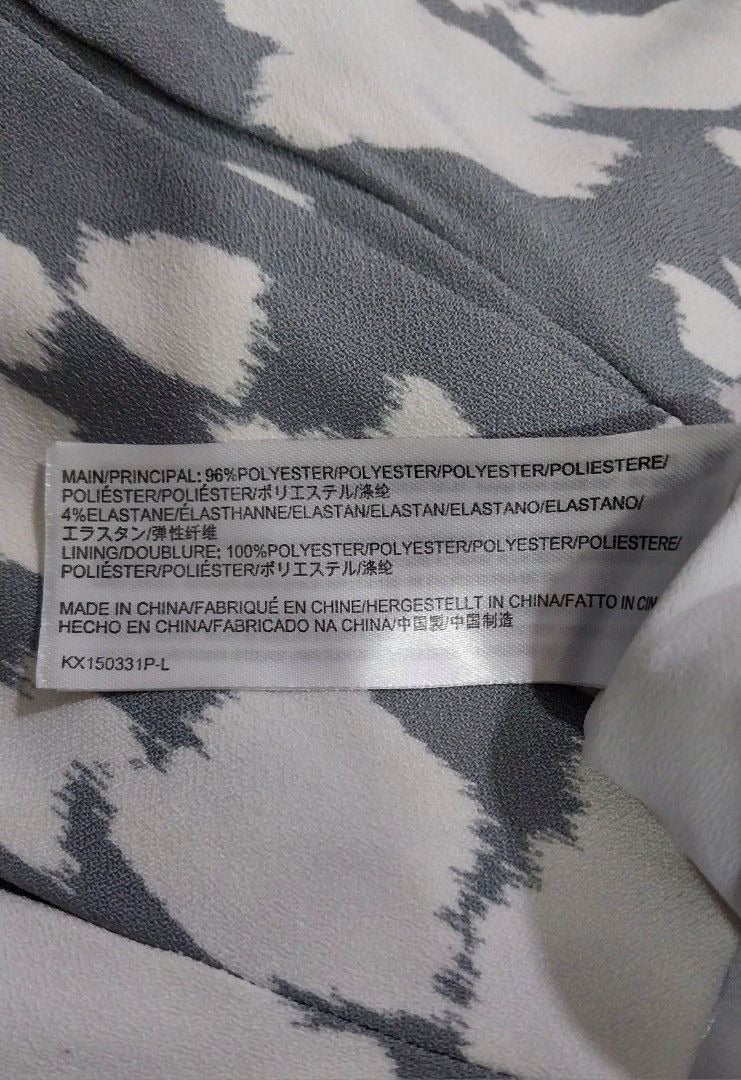 MAIN/PRINCIPAL: 96%POLYESTER/POLYESTER/POLYESTER/POLIESTERE/
POLIÉSTER/POLIÉSTER/ポリエステル/涤纶
4%ELASTANE/ÉLASTHANNE/ELASTAN/ELASTAN/ELASTANO/ELASTANO/
エラスタン/弹性纤维
LINING/DOUBLURE: 100%POLYESTER/POLYESTER/POLYESTER/POLIESTERE/
POLIÉSTER/POLIÉSTER/ポリエステル/涤纶
MADE IN CHINA/FABRIQUÉ EN CHINE/HERGESTELLT IN CHINA/FATTO IN
HECHO EN CHINA/FABRICADO NA CHINA/中国製/中国制造
KX150331P-L